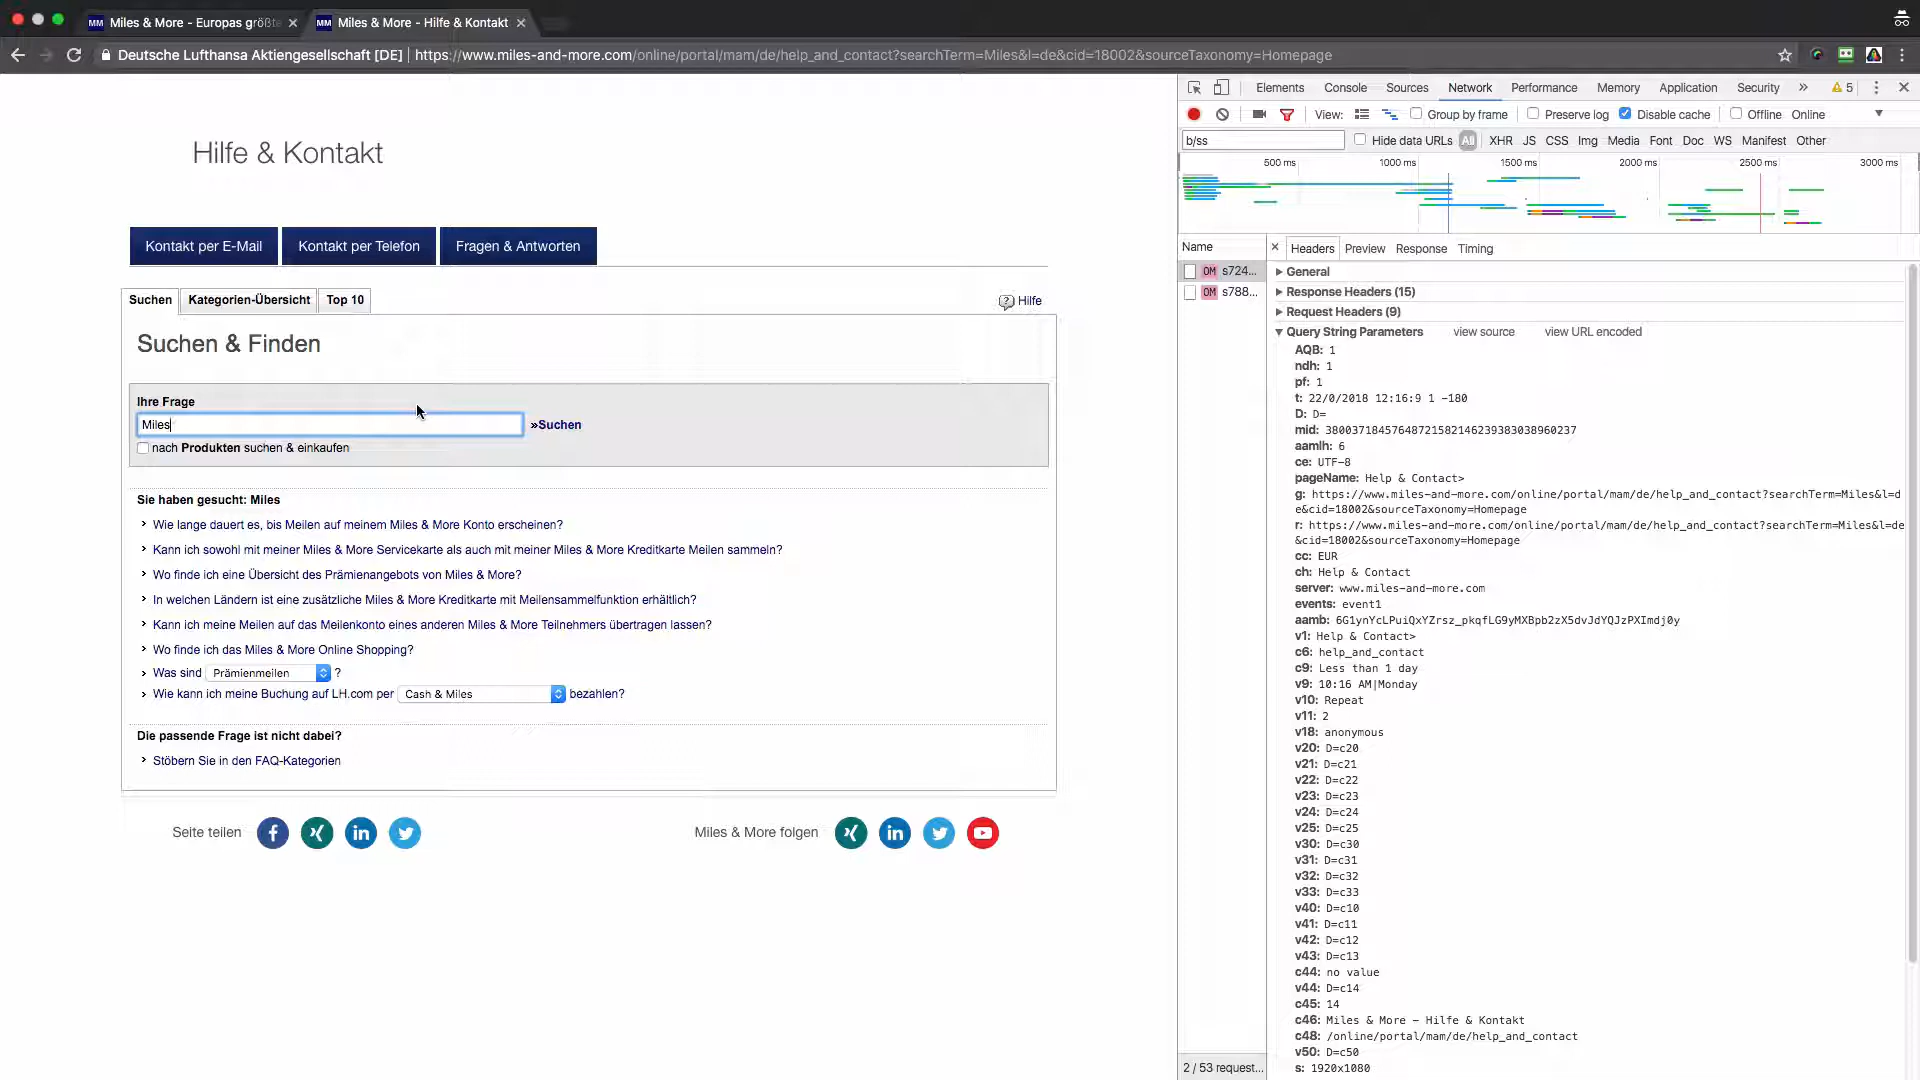 Miles & More - Europas größte
Miles & More - Hilfe & Kontakt
Deutsche Lufthansa Aktiengesellschaft [DE] | https://www.miles-and-more.com/online/portal/mam/de/help_and_contact?searchTerm=Miles&l=de&cid=18002&sourceTaxonomy=Homepage
Hilfe & Kontakt
Kontakt per E-Mail
Kontakt per Telefon
Fragen & Antworten
Suchen
Kategorien-Übersicht
Top 10
Hilfe
Suchen & Finden
Ihre Frage
Miles
»Suchen
nach Produkten suchen & einkaufen
Sie haben gesucht: Miles
Wie lange dauert es, bis Meilen auf meinem Miles & More Konto erscheinen?
Kann ich sowohl mit meiner Miles & More Servicekarte als auch mit meiner Miles & More Kreditkarte Meilen sammeln?
Wo finde ich eine Übersicht des Prämienangebots von Miles & More?
In welchen Ländern ist eine zusätzliche Miles & More Kreditkarte mit Meilensammelfunktion erhältlich?
Kann ich meine Meilen auf das Meilenkonto eines anderen Miles & More Teilnehmers übertragen lassen?
Wo finde ich das Miles & More Online Shopping?
Was sind Prämienmeilen ?
Wie kann ich meine Buchung auf LH.com per Cash & Miles bezahlen?
Die passende Frage ist nicht dabei?
Stöbern Sie in den FAQ-Kategorien
Seite teilen
Miles & More folgen
Elements Console Sources Network Performance Memory Application Security » 5
View: Group by frame Preserve log Disable cache Offline Online
b/ss
Hide data URLs All XHR JS CSS Img Media Font Doc WS Manifest Other
500 ms 1000 ms 1500 ms 2000 ms 2500 ms 3000 ms
Name
OM s724...
OM s788...
2 / 53 request...
Headers Preview Response Timing
General
Response Headers (15)
Request Headers (9)
Query String Parameters view source view URL encoded
AQB: 1
ndh: 1
pf: 1
t: 22/0/2018 12:16:9 1 -180
D: D=
mid: 38003718457648721582146239383038960237
aamlh: 6
ce: UTF-8
pageName: Help & Contact>
g: https://www.miles-and-more.com/online/portal/mam/de/help_and_contact?searchTerm=Miles&l=d
e&cid=18002&sourceTaxonomy=Homepage
r: https://www.miles-and-more.com/online/portal/mam/de/help_and_contact?searchTerm=Miles&l=de
&cid=18002&sourceTaxonomy=Homepage
cc: EUR
ch: Help & Contact
server: www.miles-and-more.com
events: event1
aamb: 6G1ynYcLPuiQxYZrsz_pkqfLG9yMXBpb2zX5dvJdYQJzPXImdj0y
v1: Help & Contact>
c6: help_and_contact
c9: Less than 1 day
v9: 10:16 AM|Monday
v10: Repeat
v11: 2
v18: anonymous
v20: D=c20
v21: D=c21
v22: D=c22
v23: D=c23
v24: D=c24
v25: D=c25
v30: D=c30
v31: D=c31
v32: D=c32
v33: D=c33
v40: D=c10
v41: D=c11
v42: D=c12
v43: D=c13
c44: no value
v44: D=c14
c45: 14
c46: Miles & More - Hilfe & Kontakt
c48: /online/portal/mam/de/help_and_contact
v50: D=c50
s: 1920x1080